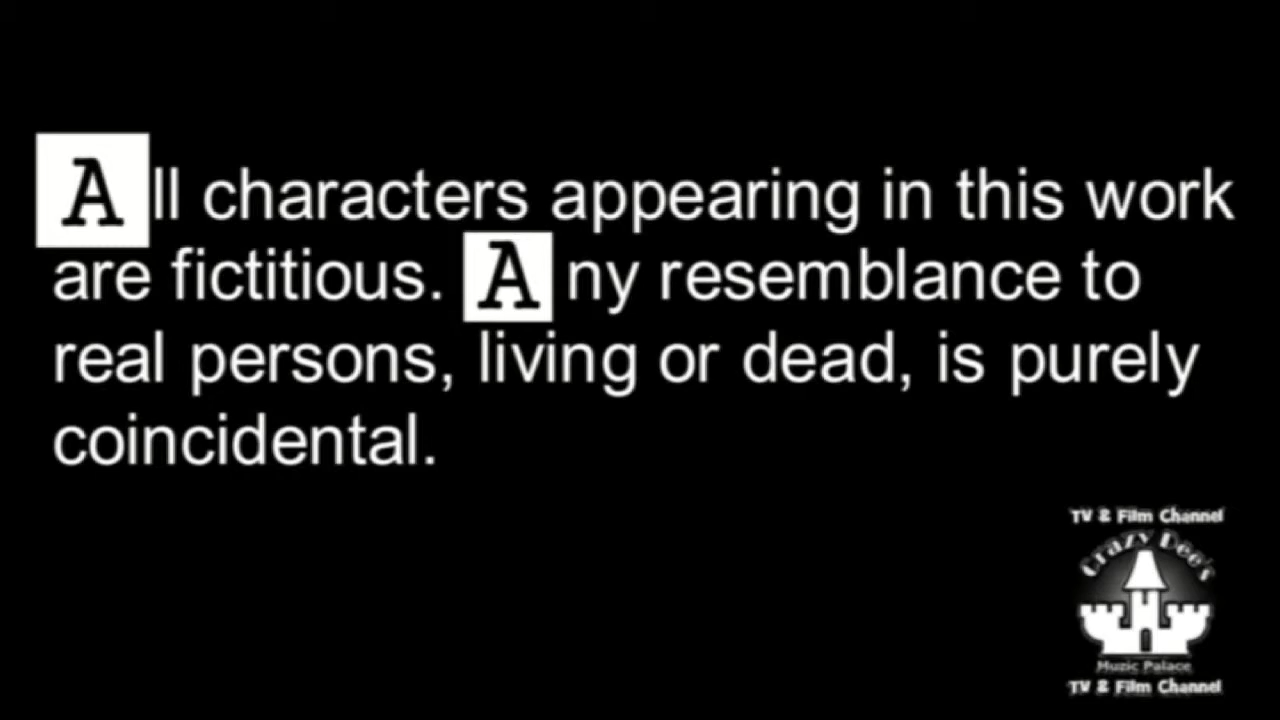 All characters appearing in this work
are fictitious. Any resemblance to
real persons, living or dead, is purely
coincidental.
TV & Film Channel
Crazy Dee's
Muzic Palace
TV & Film Channel